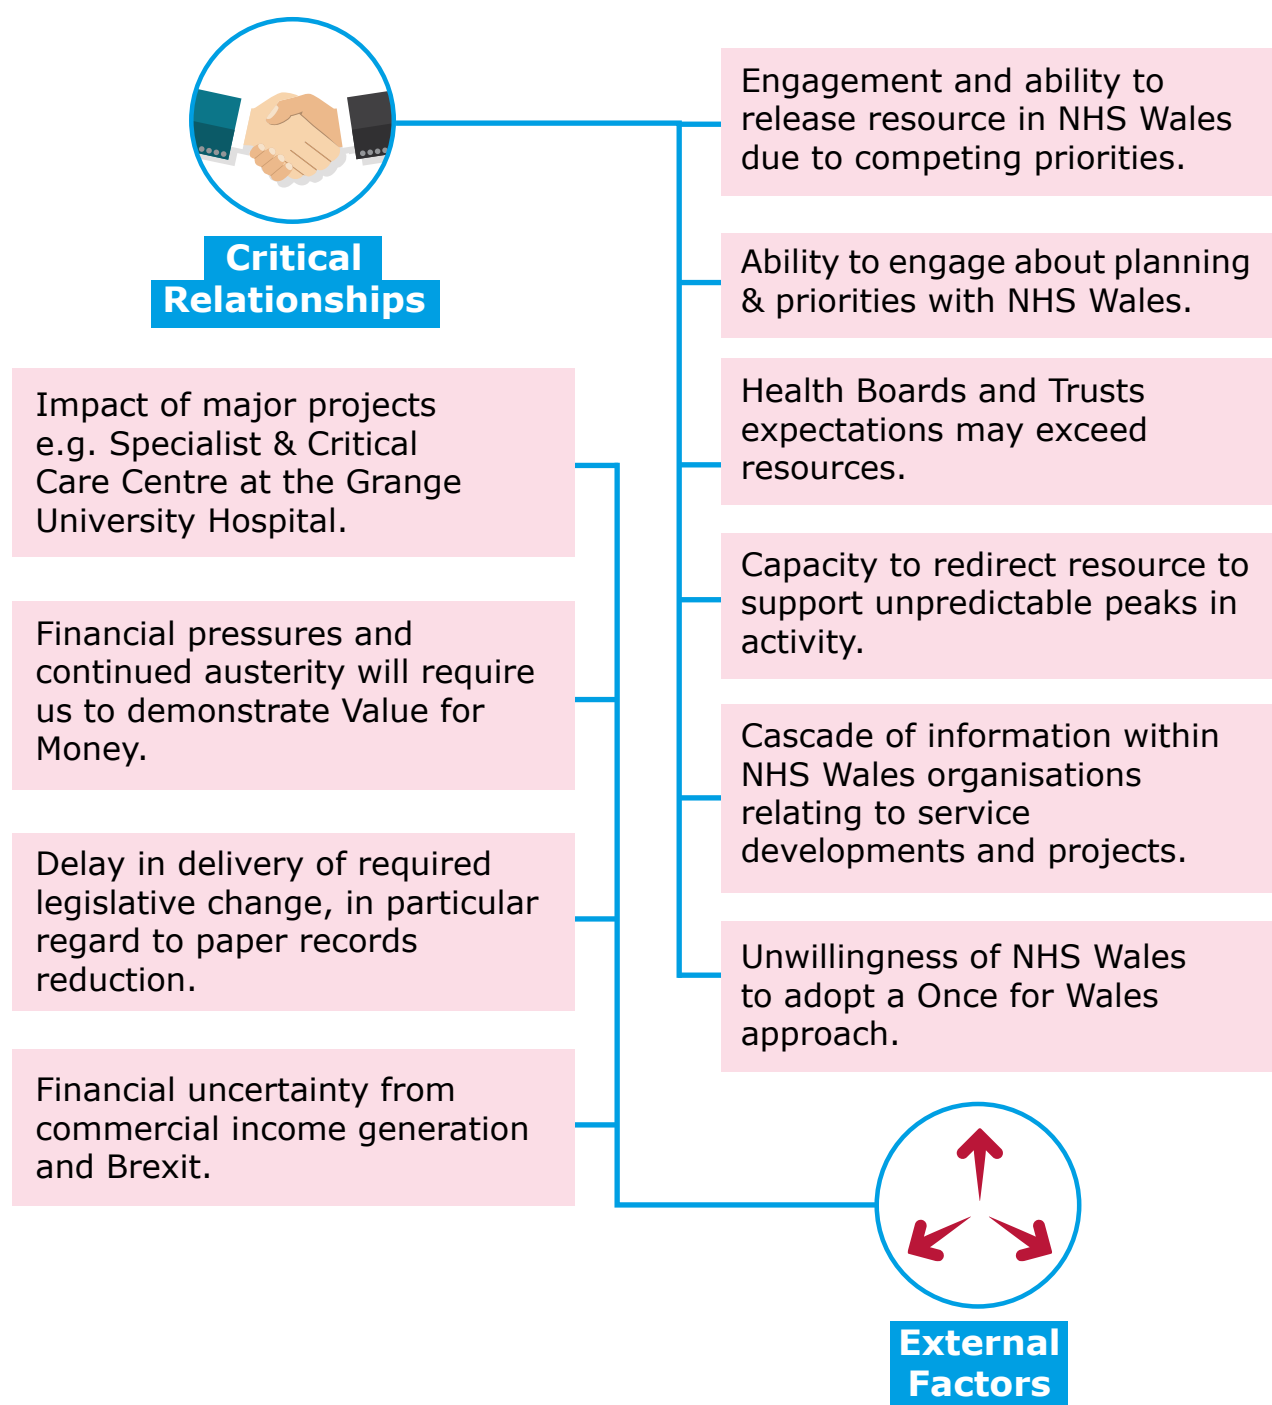 Critical
Relationships
Engagement and ability to
release resource in NHS Wales
due to competing priorities.
Ability to engage about planning
& priorities with NHS Wales.
Health Boards and Trusts
expectations may exceed
resources.
Capacity to redirect resource to
support unpredictable peaks in
activity.
Cascade of information within
NHS Wales organisations
relating to service
developments and projects.
Unwillingness of NHS Wales
to adopt a Once for Wales
approach.
Impact of major projects
e.g. Specialist & Critical
Care Centre at the Grange
University Hospital.
Financial pressures and
continued austerity will require
us to demonstrate Value for
Money.
Delay in delivery of required
legislative change, in particular
regard to paper records
reduction.
Financial uncertainty from
commercial income generation
and Brexit.
External
Factors